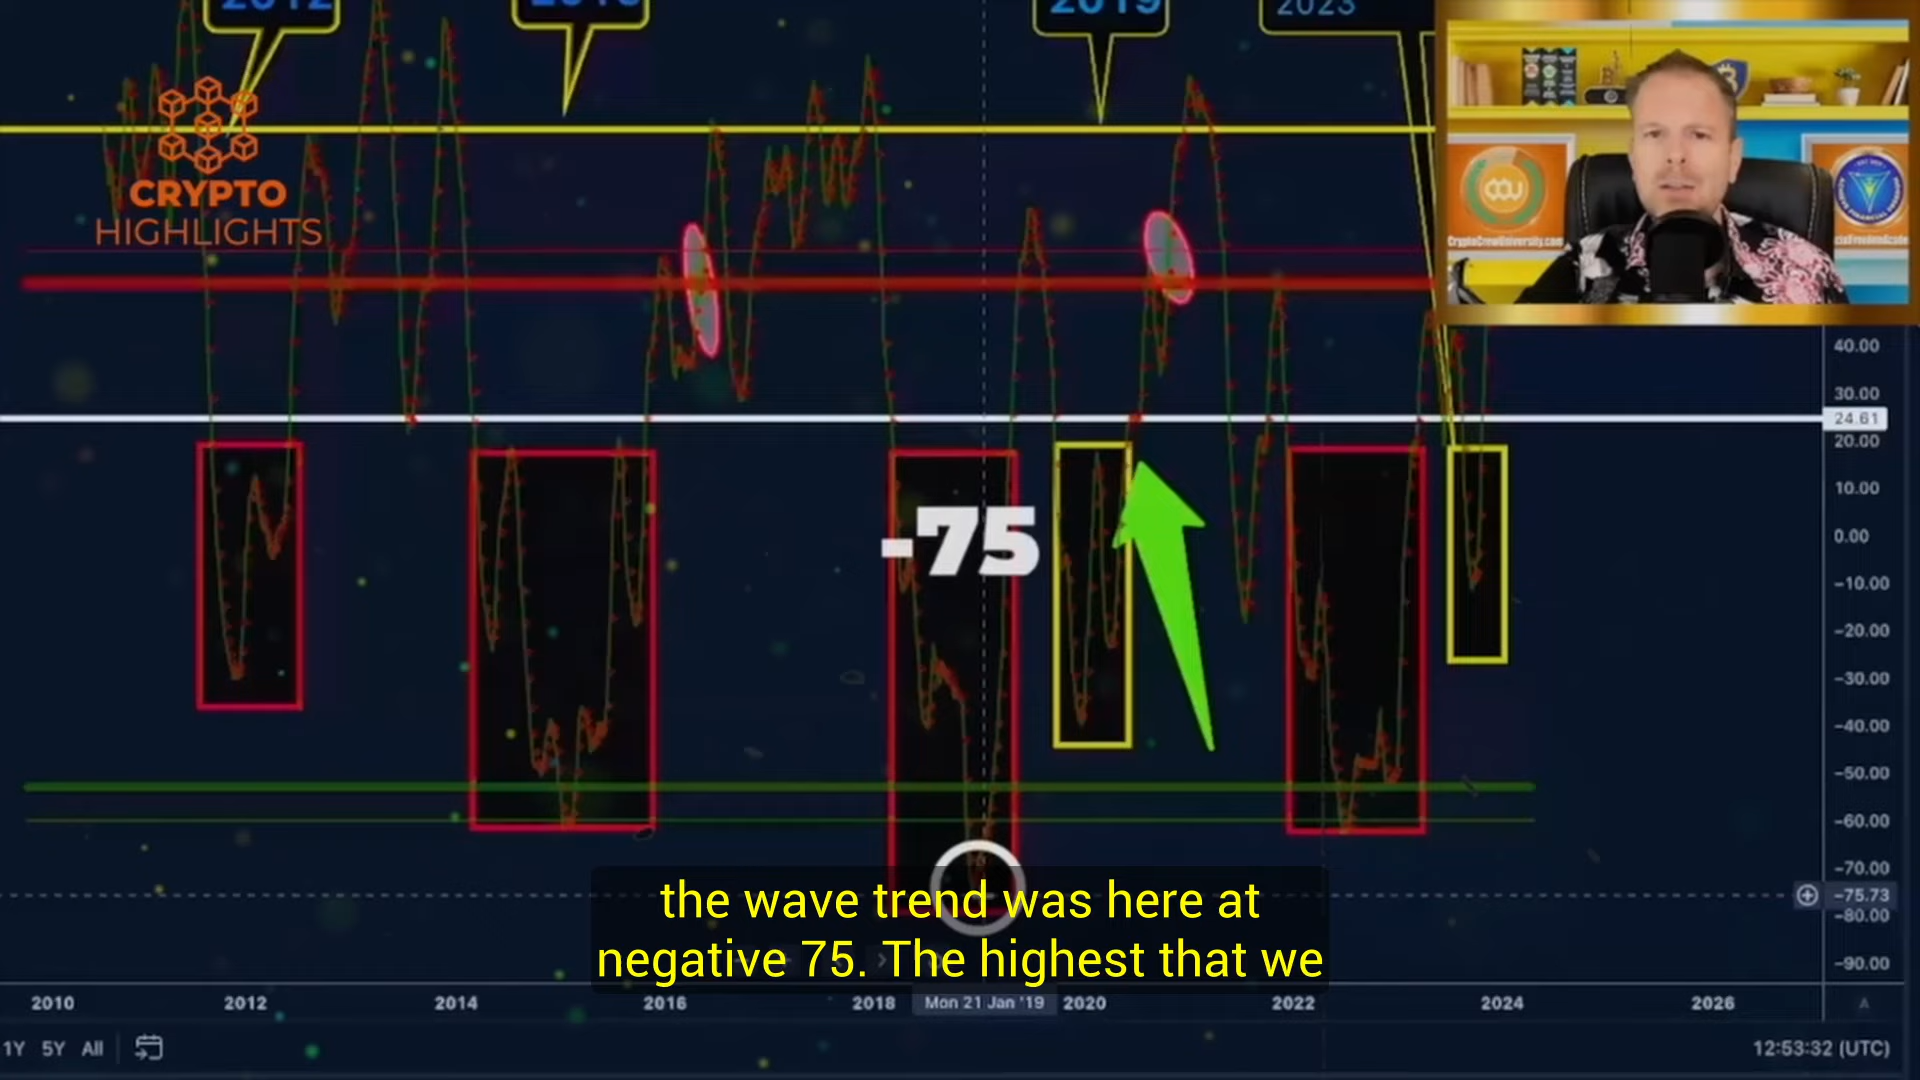 2012
2019
2023
CRYPTO
HIGHLIGHTS
CryptoCrewUniversity.com
40.00
30.00
24.61
20.00
10.00
0.00
-10.00
-20.00
-30.00
-40.00
-50.00
-60.00
-70.00
-75.73
-80.00
-90.00
-75
the wave trend was here at
negative 75. The highest that we
2010 2012 2014 2016 2018 Mon 21 Jan '19 2020 2022 2024 2026 A
1Y 5Y All
12:53:32 (UTC)